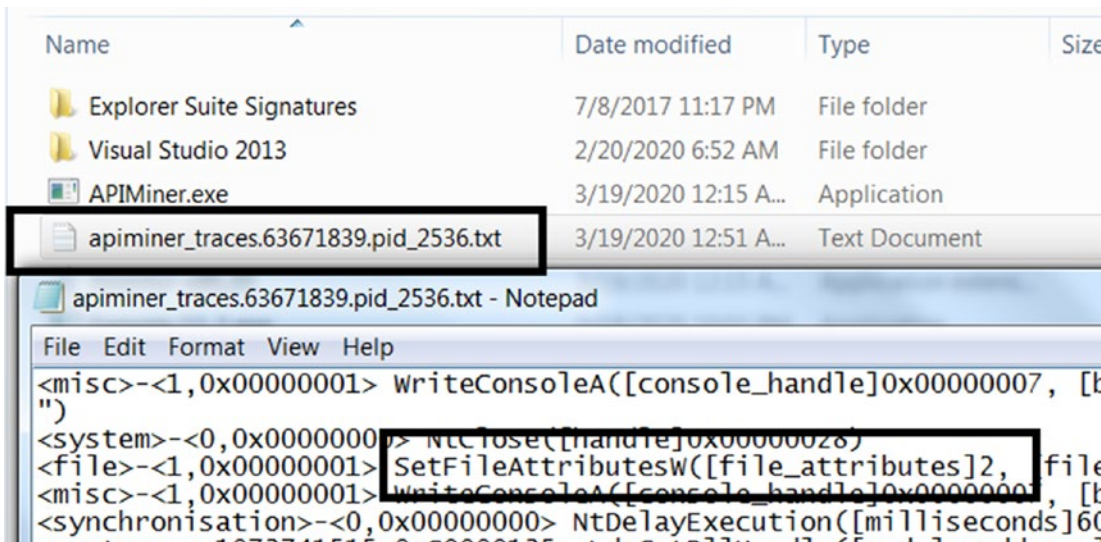 Name Date modified Type Size
Explorer Suite Signatures 7/8/2017 11:17 PM File folder
Visual Studio 2013 2/20/2020 6:52 AM File folder
APIMiner.exe 3/19/2020 12:15 A... Application
apiminer_traces.63671839.pid_2536.txt 3/19/2020 12:51 A... Text Document
apiminer_traces.63671839.pid_2536.txt - Notepad
File Edit Format View Help
<misc>-<1,0x00000001> WriteConsoleA([console_handle]0x00000007, [b
")
<system>-<0,0x00000000> NtClose([handle]0x00000028)
<file>-<1,0x00000001> SetFileAttributesW([file_attributes]2, [file
<misc>-<1,0x00000001> WriteConsoleA([console_handle]0x00000007, [b
<synchronisation>-<0,0x00000000> NtDelayExecution([milliseconds]60